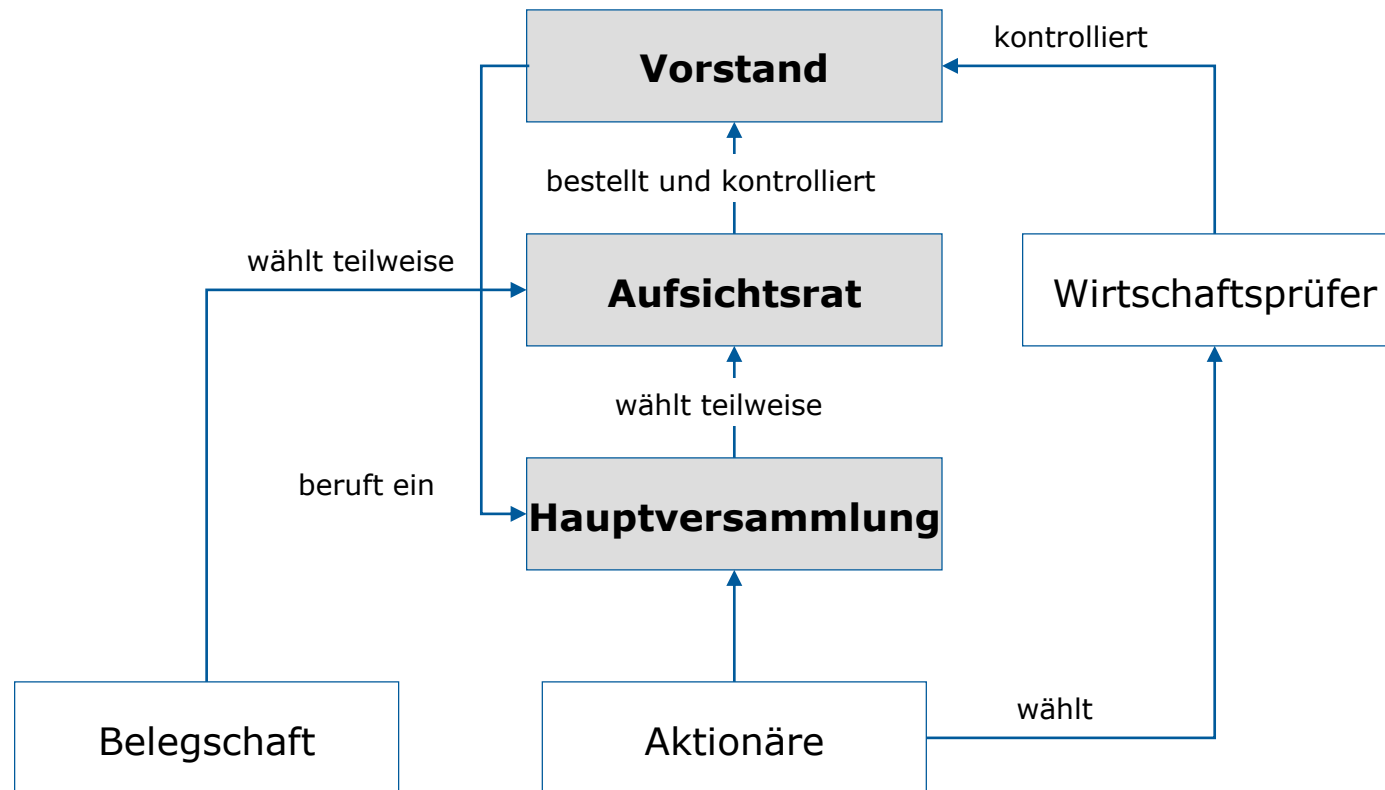 kontrolliert
Vorstand
bestellt und kontrolliert
wählt teilweise
Aufsichtsrat
Wirtschaftsprüfer
wählt teilweise
beruft ein
Hauptversammlung
wählt
Belegschaft
Aktionäre